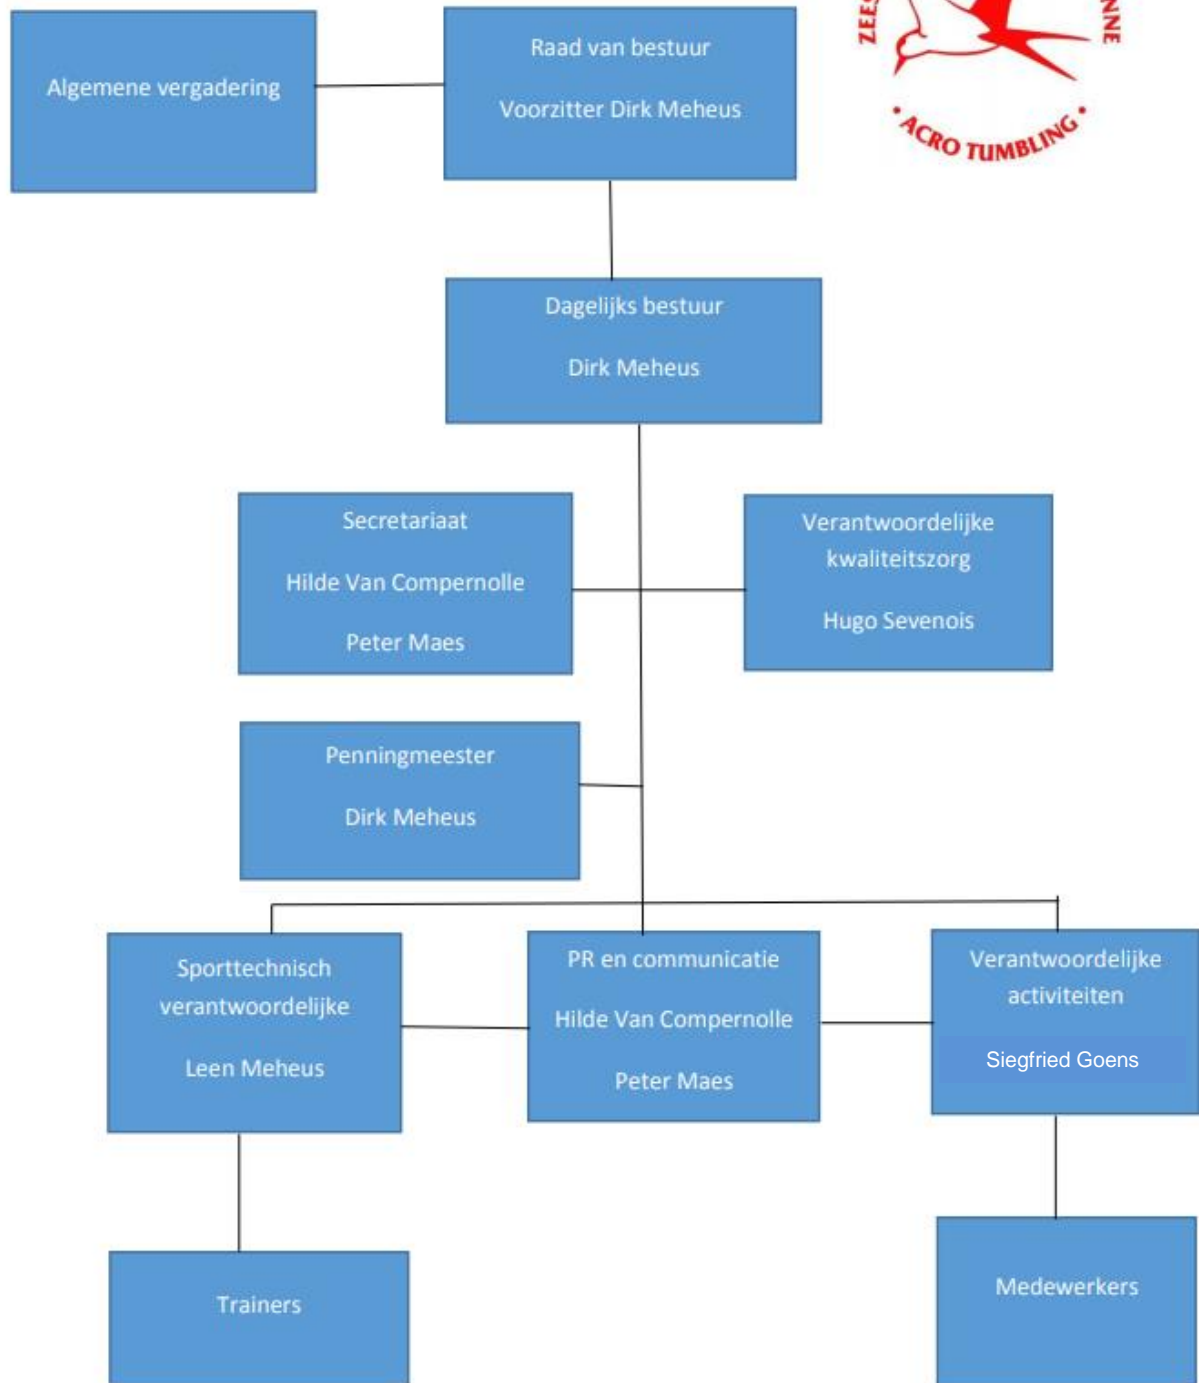 Algemene vergadering
Raad van bestuur
Voorzitter Dirk Meheus
NNE
• ACRO TUMBLING •
Dagelijks bestuur
Dirk Meheus
Secretariaat
Hilde Van Compernolle
Peter Maes
Verantwoordelijke
kwaliteitszorg
Hugo Sevenois
Penningmeester
Dirk Meheus
Sporttechnisch
verantwoordelijke
Leen Meheus
PR en communicatie
Hilde Van Compernolle
Peter Maes
Verantwoordelijke
activiteiten
Siegfried Goens
Trainers
Medewerkers